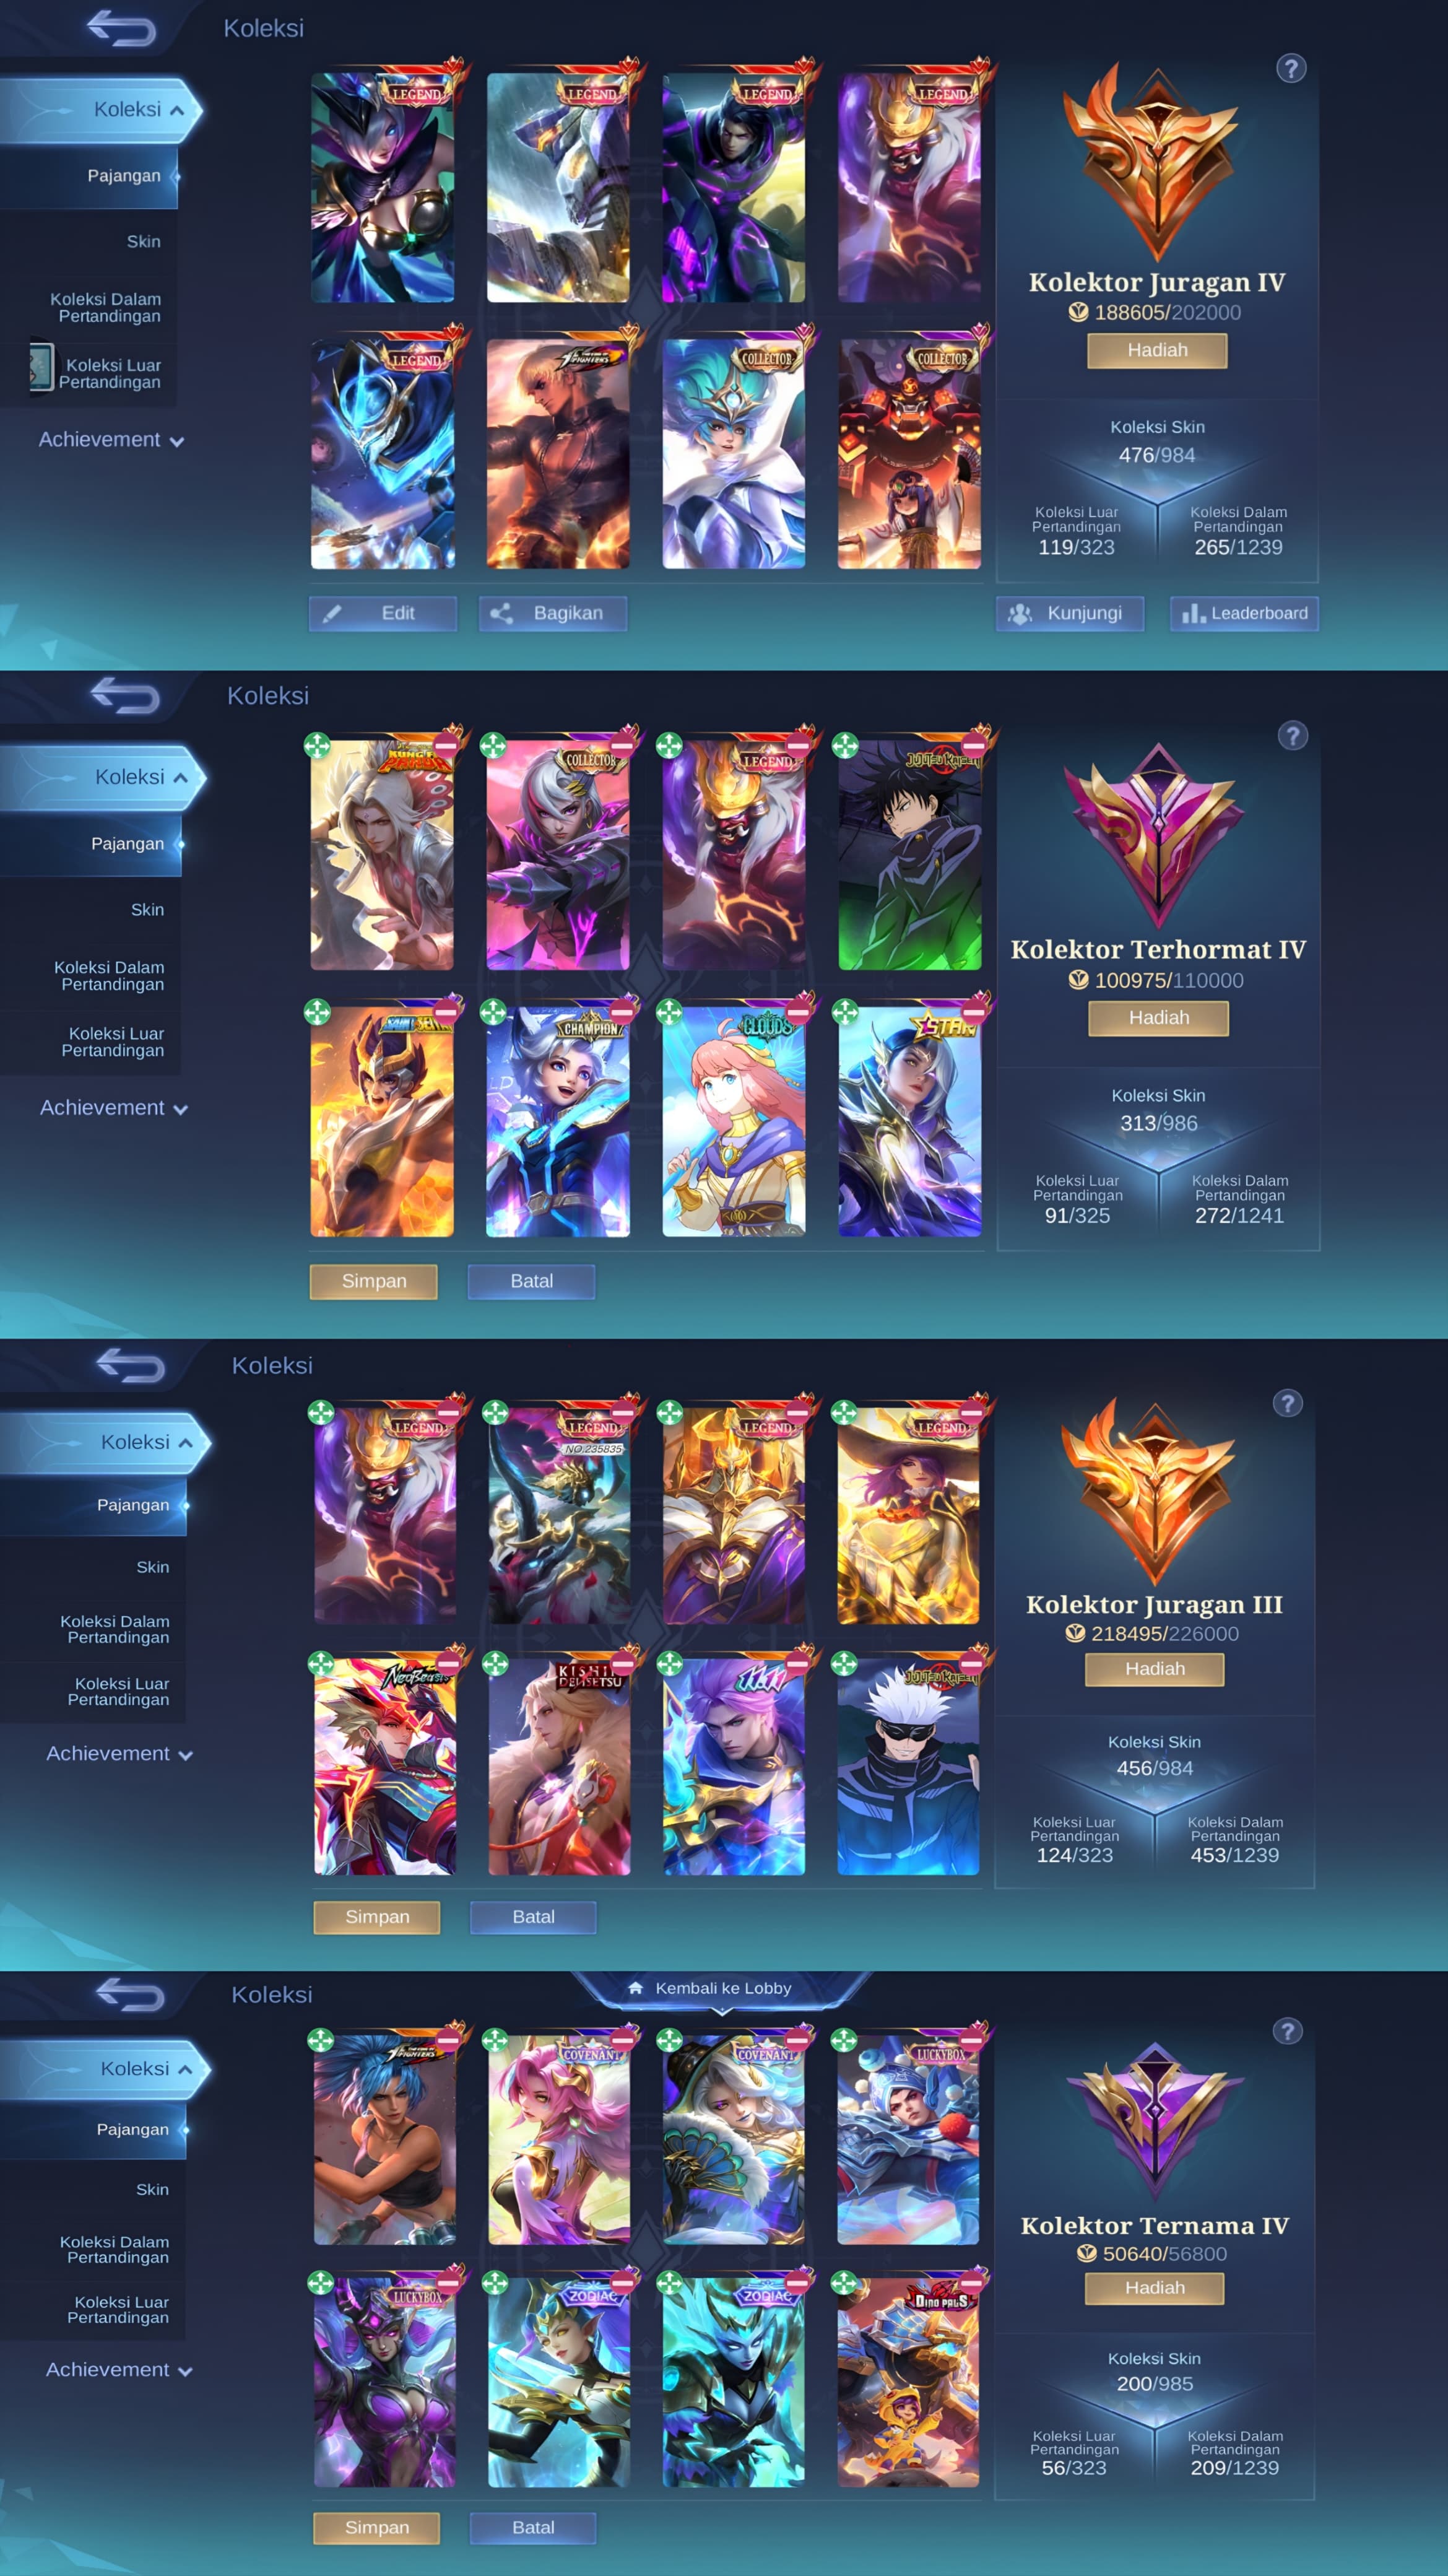 Koleksi
Koleksi
Pajangan
Skin
Koleksi Dalam
Pertandingan
Koleksi Luar
Pertandingan
Achievement
LEGEND
LEGEND
LEGEND
LEGEND
LEGEND
FIGHTERS
COLLECTOR
COLLECTOR
?
Kolektor Juragan IV
188605/202000
Hadiah
Koleksi Skin
476/984
Koleksi Luar
Pertandingan
119/323
Koleksi Dalam
Pertandingan
265/1239
Edit
Bagikan
Kunjungi
Leaderboard
Koleksi
Koleksi
Pajangan
Skin
Koleksi Dalam
Pertandingan
Koleksi Luar
Pertandingan
Achievement
COLLECTOR
LEGEND
CHAMPION
CLOUDS
STAR
?
Kolektor Terhormat IV
100975/110000
Hadiah
Koleksi Skin
313/986
Koleksi Luar
Pertandingan
91/325
Koleksi Dalam
Pertandingan
272/1241
Simpan
Batal
Koleksi
Koleksi
Pajangan
Skin
Koleksi Dalam
Pertandingan
Koleksi Luar
Pertandingan
Achievement
LEGEND
LEGEND
NO.235835
LEGEND
LEGEND
?
Kolektor Juragan III
218495/226000
Hadiah
Koleksi Skin
456/984
Koleksi Luar
Pertandingan
124/323
Koleksi Dalam
Pertandingan
453/1239
Simpan
Batal
Koleksi
Kembali ke Lobby
Koleksi
Pajangan
Skin
Koleksi Dalam
Pertandingan
Koleksi Luar
Pertandingan
Achievement
FIGHTERS
COVENANT
COVENANT
LUCKYBOX
LUCKYBOX
ZODIAC
ZODIAC
DINO PALS
?
Kolektor Ternama IV
50640/56800
Hadiah
Koleksi Skin
200/985
Koleksi Luar
Pertandingan
56/323
Koleksi Dalam
Pertandingan
209/1239
Simpan
Batal